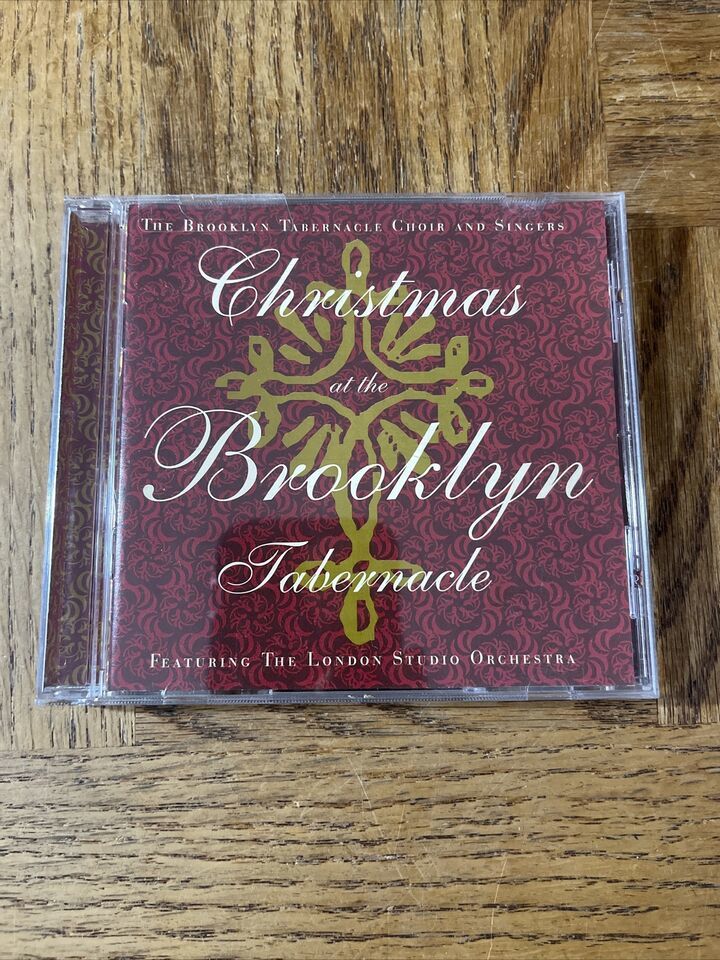 The Brooklyn Tabernacle Choir and Singers
Christmas
at the
Brooklyn
Tabernacle
Featuring The London Studio Orchestra